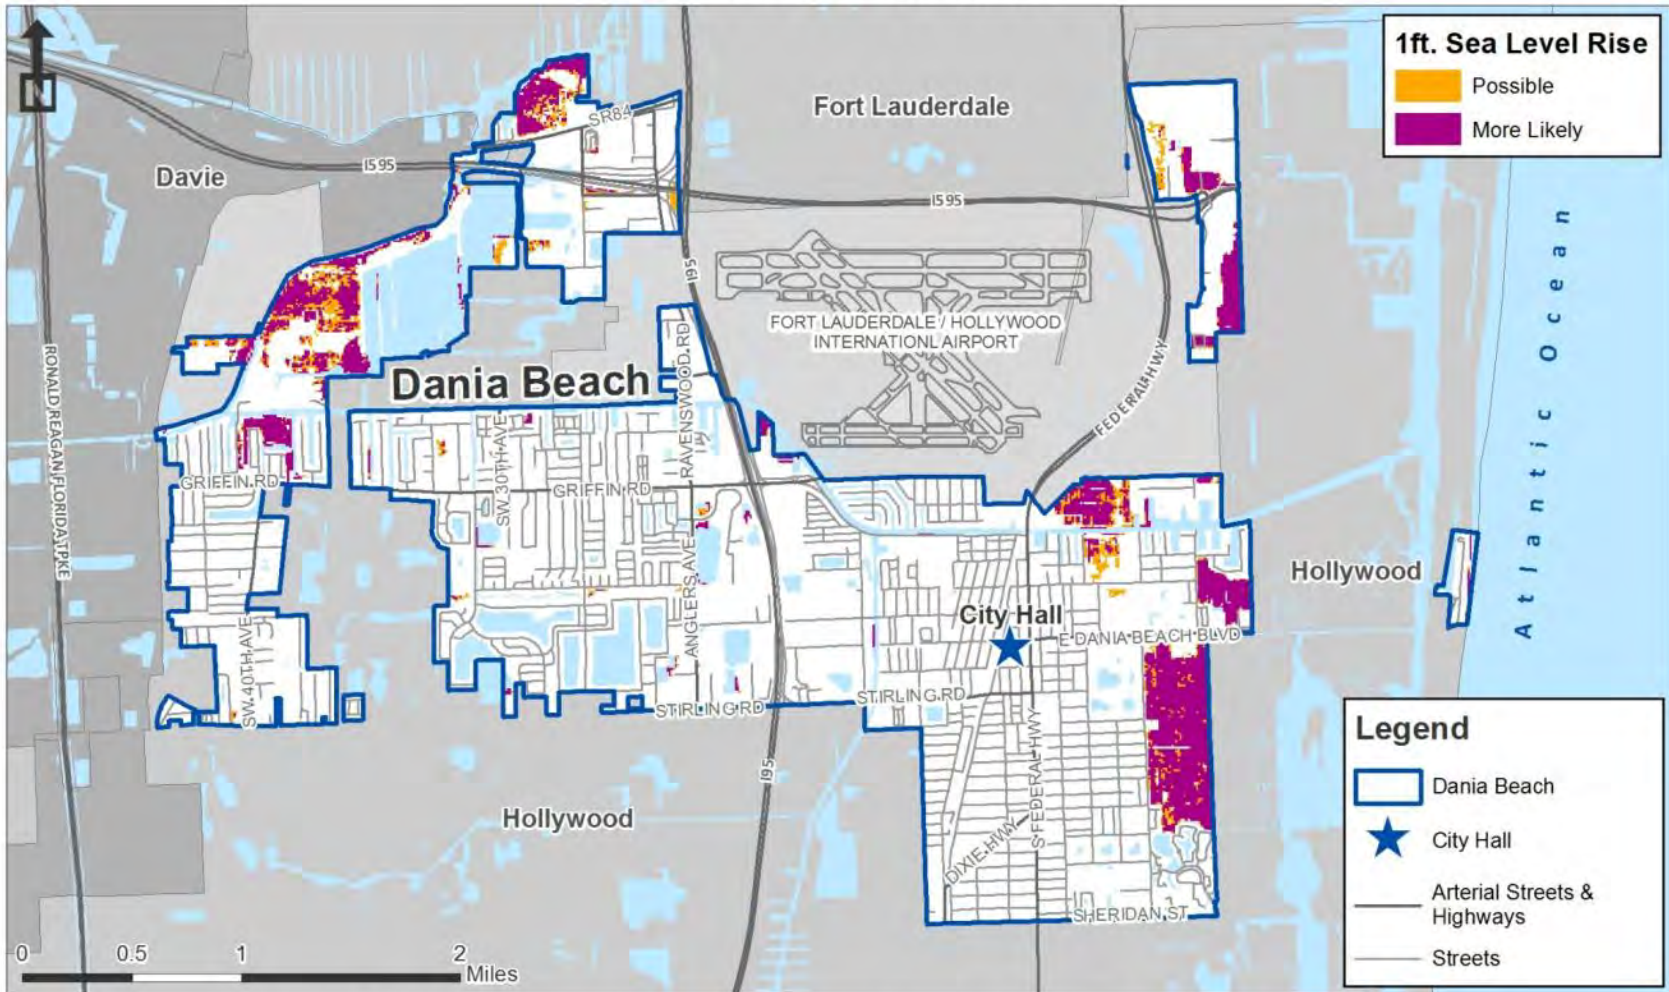 1ft. Sea Level Rise
Possible
More Likely
Fort Lauderdale
SR84
Davie
I595
I595
I95
Atlantic Ocean
FORT LAUDERDALE / HOLLYWOOD
INTERNATIONL AIRPORT
RONALD REAGAN FLORIDA TPKE
Dania Beach
RAVENSWOOD RD
FEDERAL HWY
SW 30TH AVE
GRIFFIN RD
GRIFFIN RD
ANGLERS AVE
Hollywood
City Hall
E DANIA BEACH BLVD
SW 40TH AVE
STIRLING RD
STIRLING RD
I95
S FEDERAL HWY
Hollywood
DIXIE HWY
SHERIDAN ST
Legend
Dania Beach
City Hall
Arterial Streets &
Highways
Streets
0 0.5 1 2
Miles